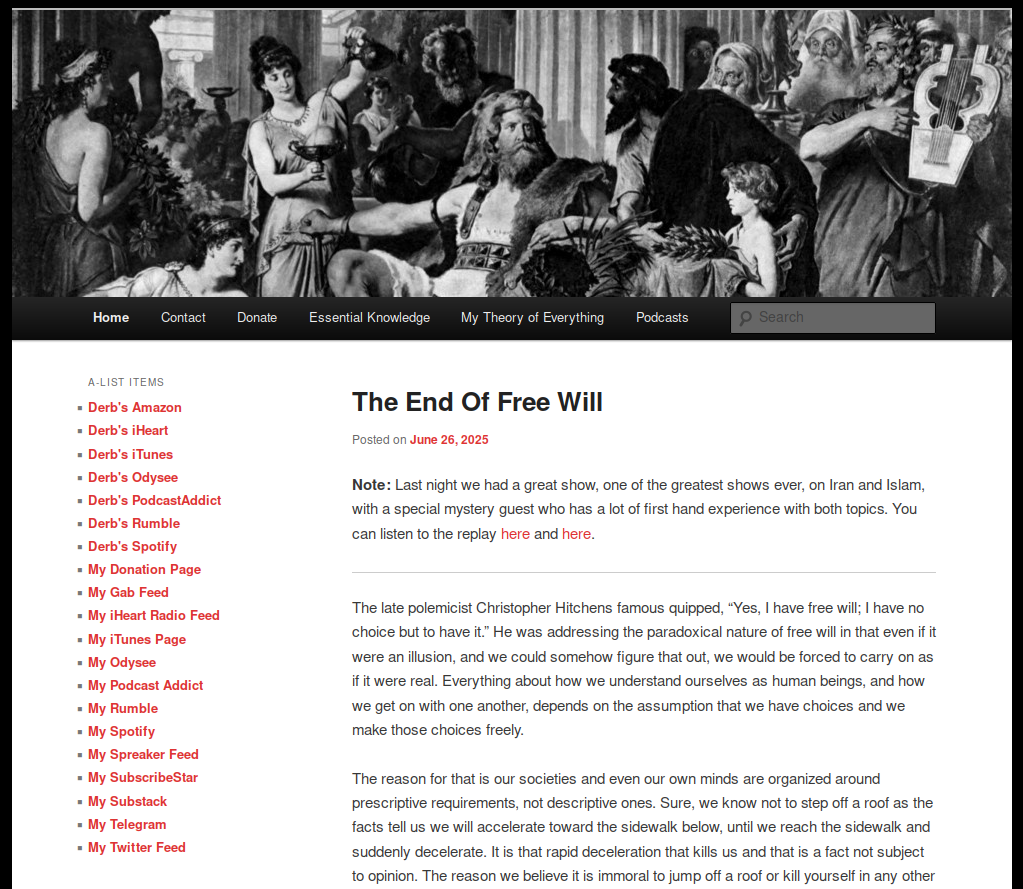 Home Contact Donate Essential Knowledge My Theory of Everything Podcasts Search
A-LIST ITEMS
Derb's Amazon
Derb's iHeart
Derb's iTunes
Derb's Odysee
Derb's PodcastAddict
Derb's Rumble
Derb's Spotify
My Donation Page
My Gab Feed
My iHeart Radio Feed
My iTunes Page
My Odysee
My Podcast Addict
My Rumble
My Spotify
My Spreaker Feed
My SubscribeStar
My Substack
My Telegram
My Twitter Feed
The End Of Free Will
Posted on June 26, 2025
Note: Last night we had a great show, one of the greatest shows ever, on Iran and Islam,
with a special mystery guest who has a lot of first hand experience with both topics. You
can listen to the replay here and here.
The late polemicist Christopher Hitchens famous quipped, “Yes, I have free will; I have no
choice but to have it.” He was addressing the paradoxical nature of free will in that even if it
were an illusion, and we could somehow figure that out, we would be forced to carry on as
if it were real. Everything about how we understand ourselves as human beings, and how
we get on with one another, depends on the assumption that we have choices and we
make those choices freely.
The reason for that is our societies and even our own minds are organized around
prescriptive requirements, not descriptive ones. Sure, we know not to step off a roof as the
facts tell us we will accelerate toward the sidewalk below, until we reach the sidewalk and
suddenly decelerate. It is that rapid deceleration that kills us and that is a fact not subject
to opinion. The reason we believe it is immoral to jump off a roof or kill yourself in any other